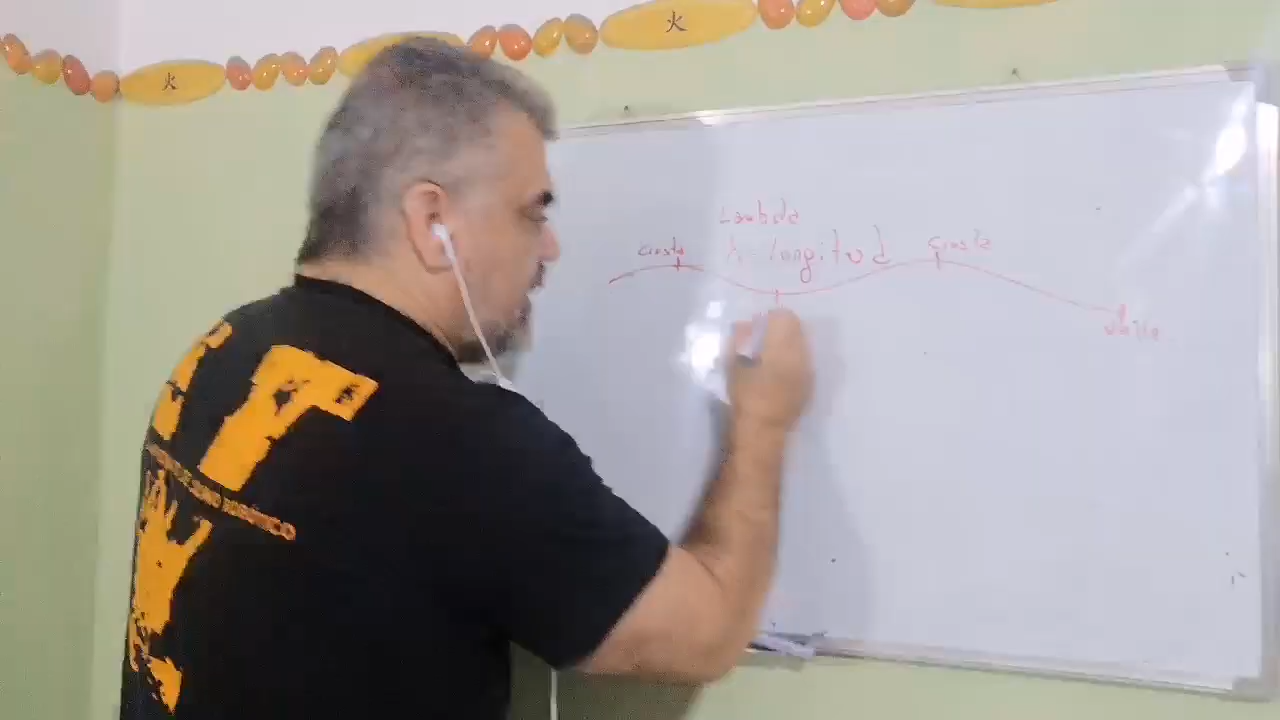 火
火
Lambda
λ=longitud
cresta
cresta
valle